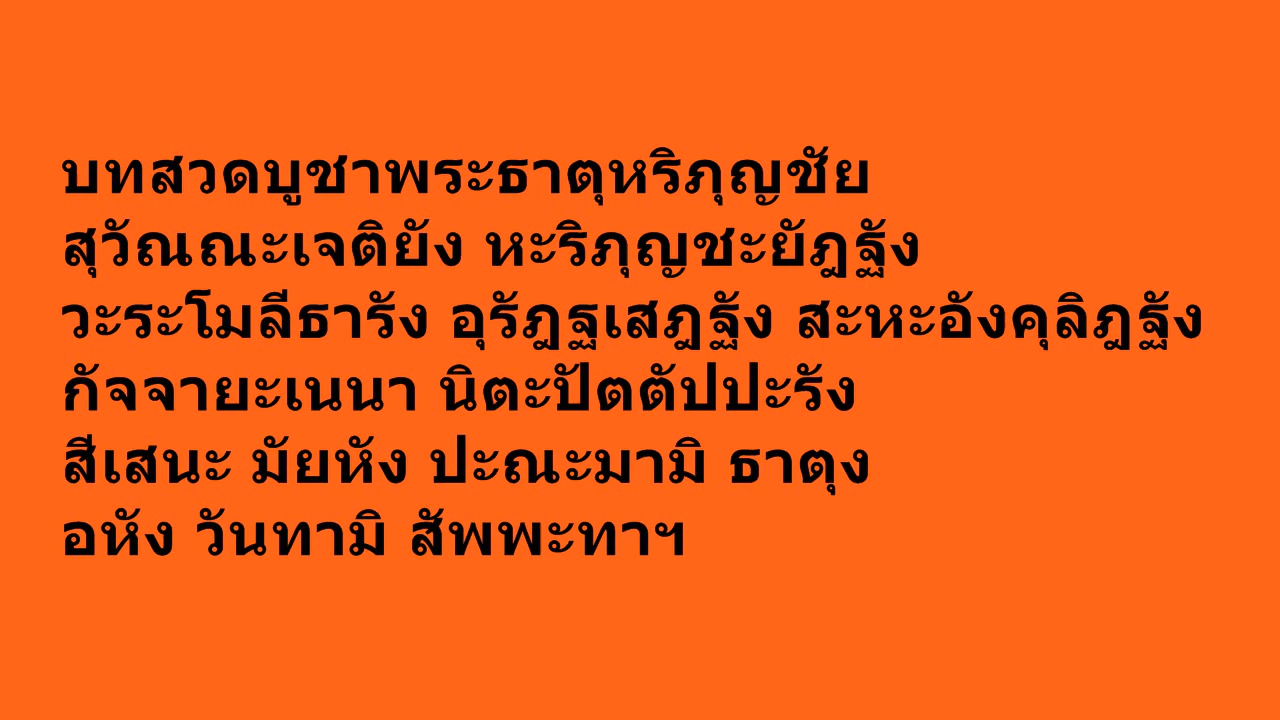 บทสวดบูชาพระธาตุหริภุญชัย
สุวัณณะเจติยัง หะริภุญชะยัฎฐัง
วะระโมลีธารัง อุรัฎฐเสฎฐัง สะหะอังคุลิฎฐัง
กัจจายะเนนา นิตะปัตตัปปะรัง
สีเสนะ มัยหัง ปะณะมามิ ธาตุง
อหัง วันทามิ สัพพะทาฯ